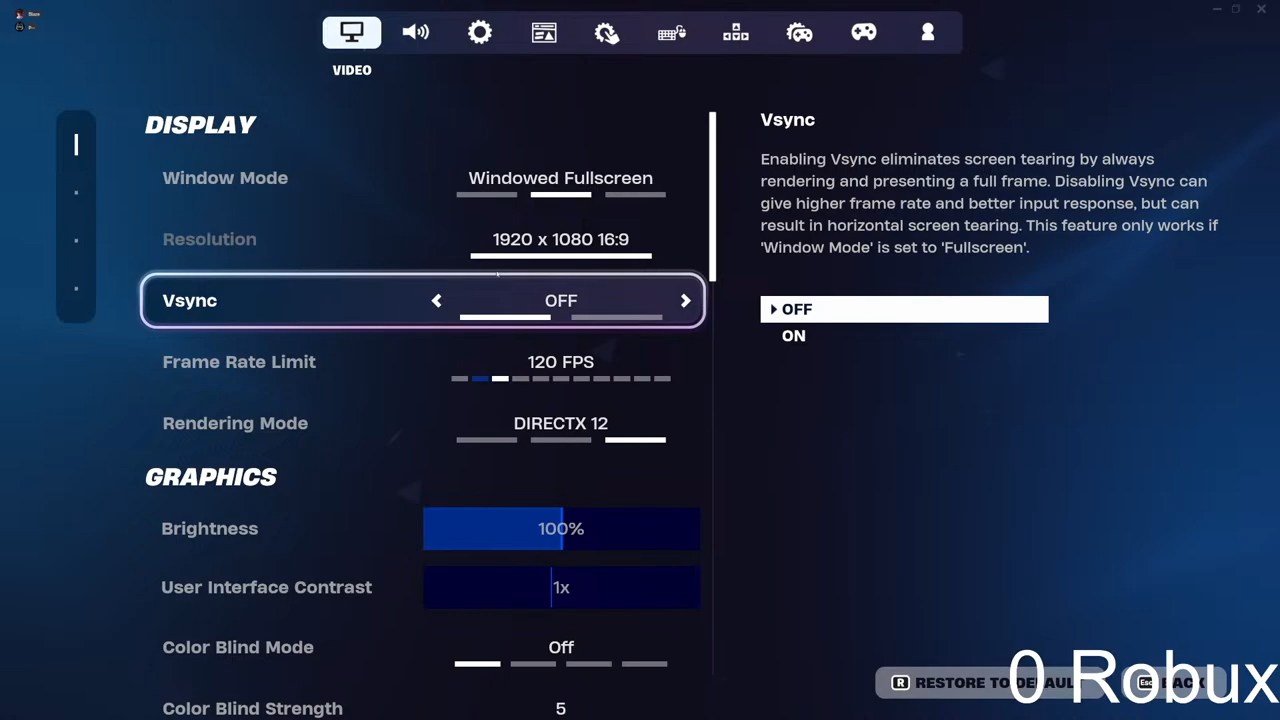 Blaze
VIDEO
DISPLAY
Window Mode
Windowed Fullscreen
Resolution
1920 x 1080 16:9
Vsync
OFF
Frame Rate Limit
120 FPS
Rendering Mode
DIRECTX 12
GRAPHICS
Brightness
100%
User Interface Contrast
1x
Color Blind Mode
Off
Color Blind Strength
5
Vsync
Enabling Vsync eliminates screen tearing by always
rendering and presenting a full frame. Disabling Vsync can
give higher frame rate and better input response, but can
result in horizontal screen tearing. This feature only works if
'Window Mode' is set to 'Fullscreen'.
OFF
ON
R RESTORE TO DEFAULT
Esc BACK
0 Robux